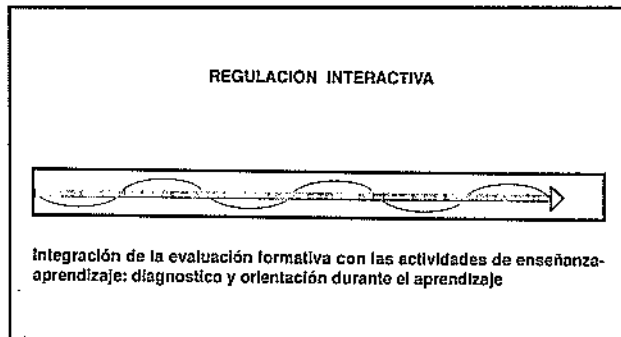 REGULACION INTERACTIVA
Integración de la evaluación formativa con las actividades de enseñanza-
aprendizaje: diagnostico y orientación durante el aprendizaje